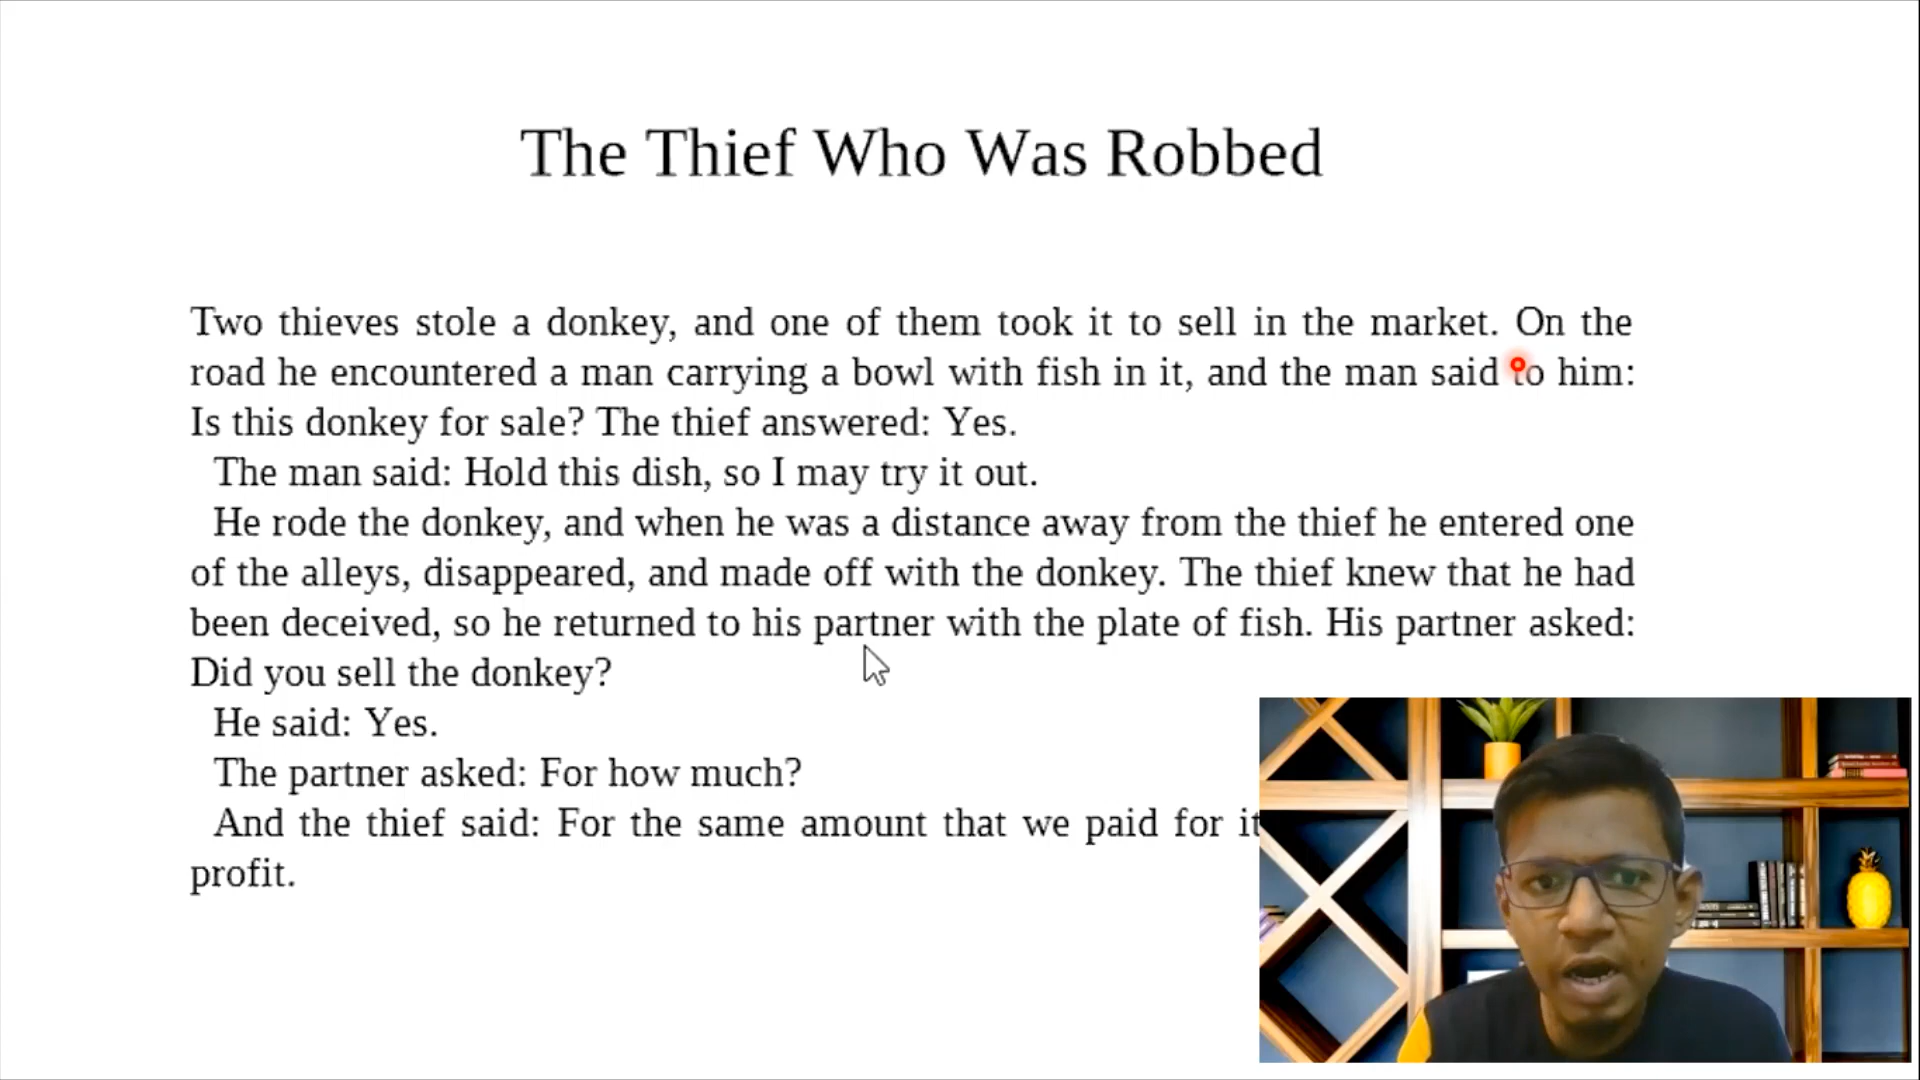 The Thief Who Was Robbed
Two thieves stole a donkey, and one of them took it to sell in the market. On the
road he encountered a man carrying a bowl with fish in it, and the man said to him:
Is this donkey for sale? The thief answered: Yes.
The man said: Hold this dish, so I may try it out.
He rode the donkey, and when he was a distance away from the thief he entered one
of the alleys, disappeared, and made off with the donkey. The thief knew that he had
been deceived, so he returned to his partner with the plate of fish. His partner asked:
Did you sell the donkey?
He said: Yes.
The partner asked: For how much?
And the thief said: For the same amount that we paid for it
profit.